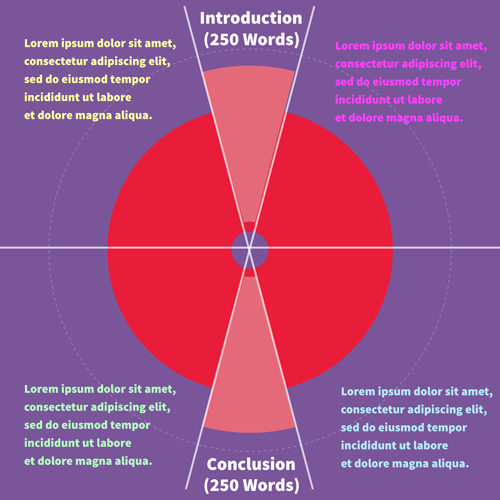 Introduction
(250 Words)
Lorem ipsum dolor sit amet,
consectetur adipiscing elit,
sed do eiusmod tempor
incididunt ut labore
et dolore magna aliqua.
Lorem ipsum dolor sit amet,
consectetur adipiscing elit,
sed do eiusmod tempor
incididunt ut labore
et dolore magna aliqua.
Lorem ipsum dolor sit amet,
consectetur adipiscing elit,
sed do eiusmod tempor
incididunt ut labore
et dolore magna aliqua.
Lorem ipsum dolor sit amet,
consectetur adipiscing elit,
sed do eiusmod tempor
incididunt ut labore
et dolore magna aliqua.
Conclusion
(250 Words)